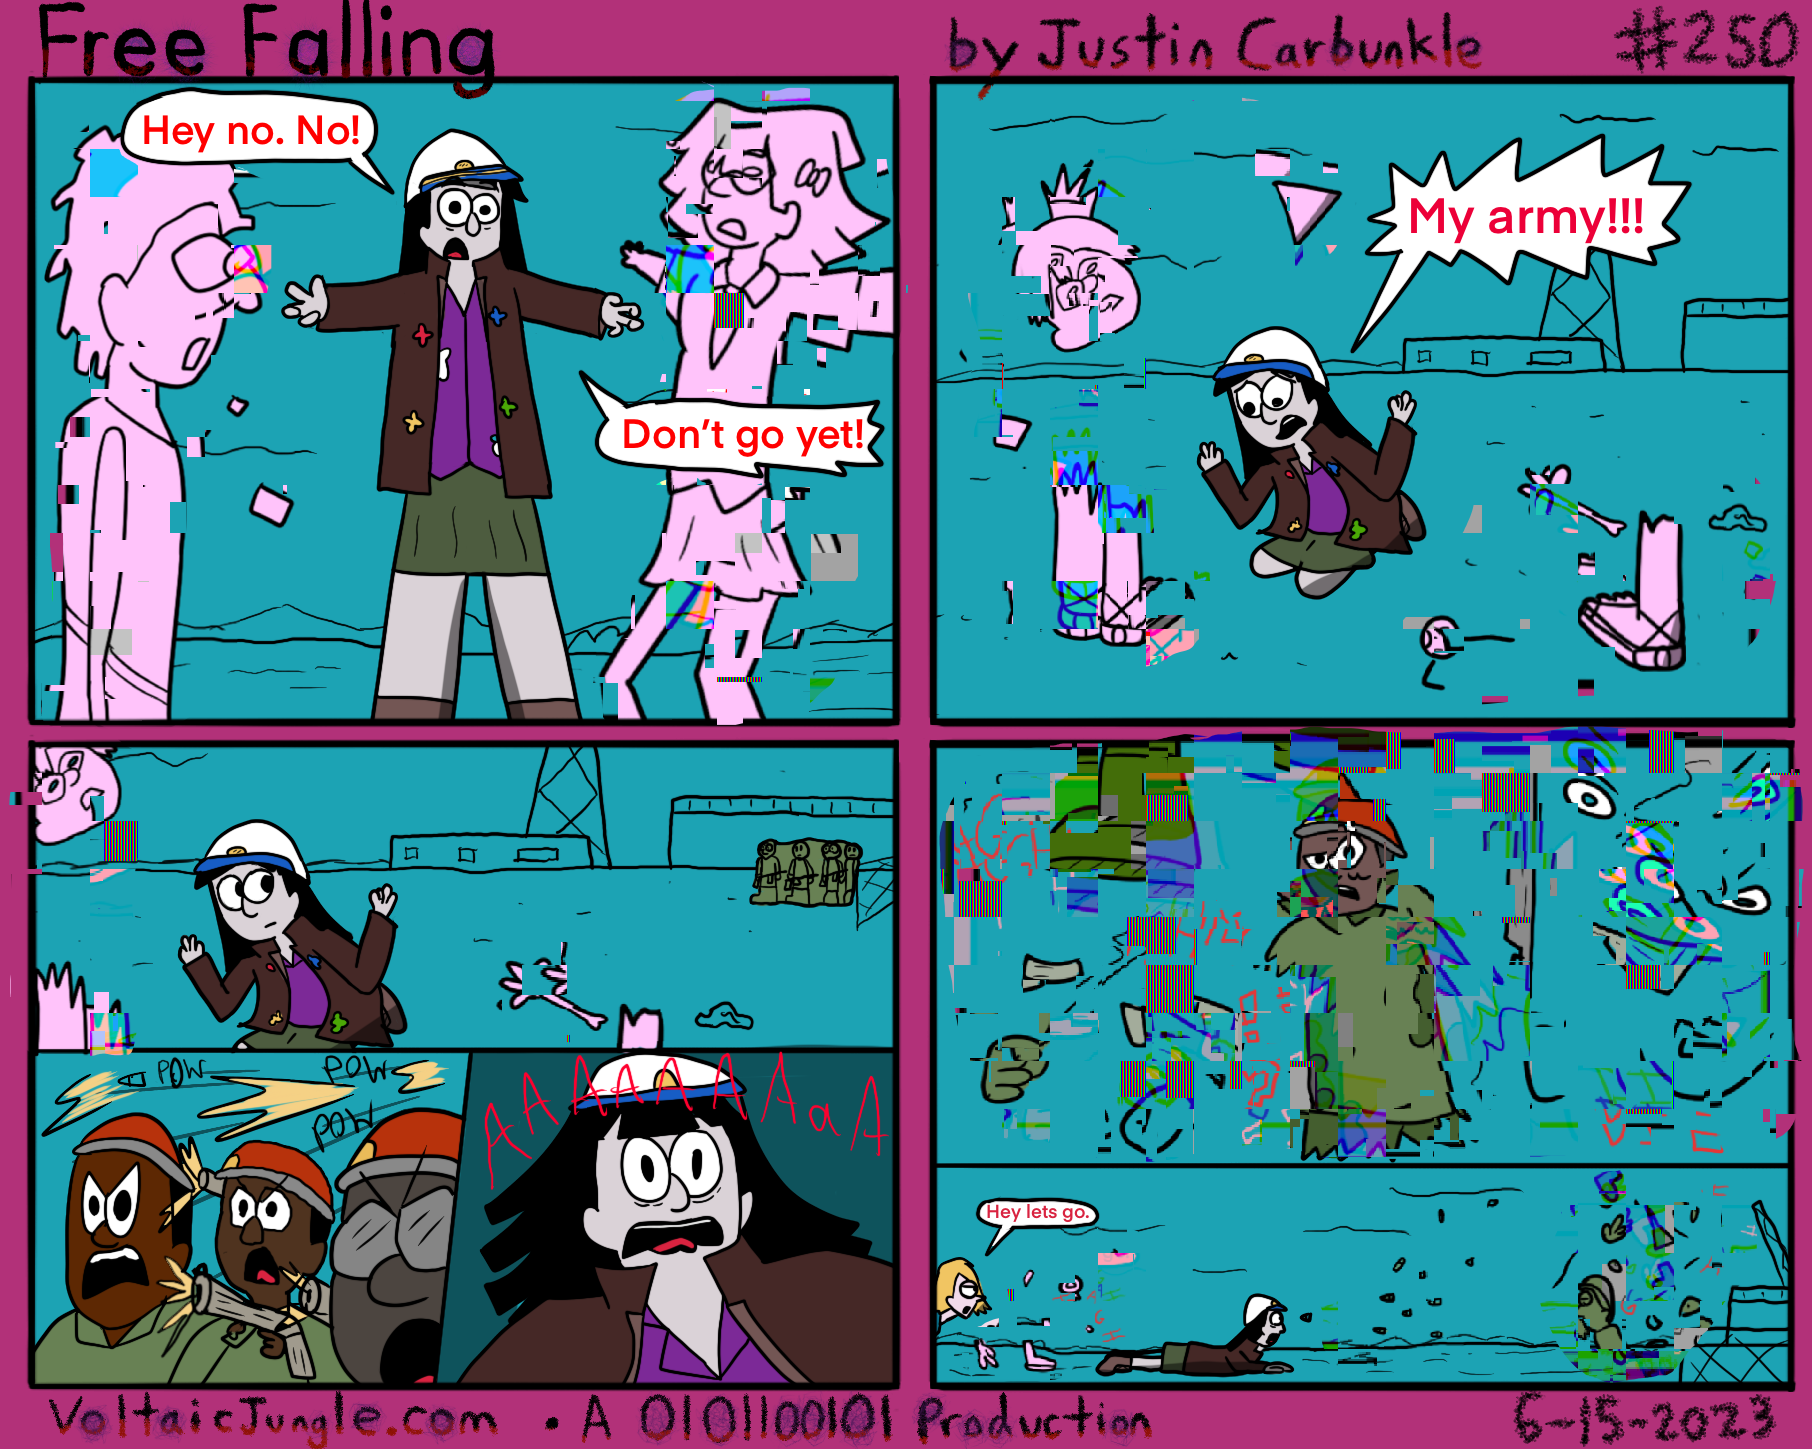 Free Falling
by Justin Carbunkle
#250
Hey no. No!
Don't go yet!
My army!!!
POW
POW
POW
AAAAAAAaA
Hey lets go.
VoltaicJungle.com • A 0101100101 Production
6-15-2023